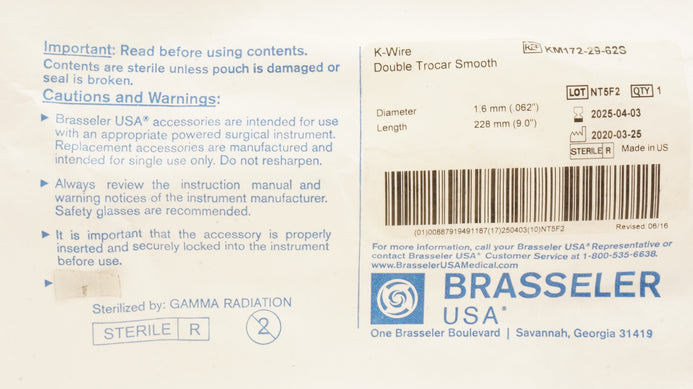 Important: Read before using contents.
Contents are sterile unless pouch is damaged or
seal is broken.
Cautions and Warnings:
▶ Brasseler USA® accessories are intended for use
with an appropriate powered surgical instrument.
Replacement accessories are manufactured and
intended for single use only. Do not resharpen.
▶ Always review the instruction manual and
warning notices of the instrument manufacturer.
Safety glasses are recommended.
▶ It is important that the accessory is properly
inserted and securely locked into the instrument
before use.
▶
Sterilized by: GAMMA RADIATION
STERILE R
2
K-Wire
Double Trocar Smooth
REF KM172-29-62S
LOT NT5F2 QTY 1
Diameter 1.6 mm (.062")
Length 228 mm (9.0")
2025-04-03
2020-03-25
STERILE R Made in US
(01)00887919491187(17)250403(10)NT5F2
Revised: 06/16
For more information, call your Brasseler USA® Representative or
contact Brasseler USA® Customer Service at 1-800-535-6638.
www.BrasselerUSAMedical.com
BRASSELER
USA®
One Brasseler Boulevard | Savannah, Georgia 31419